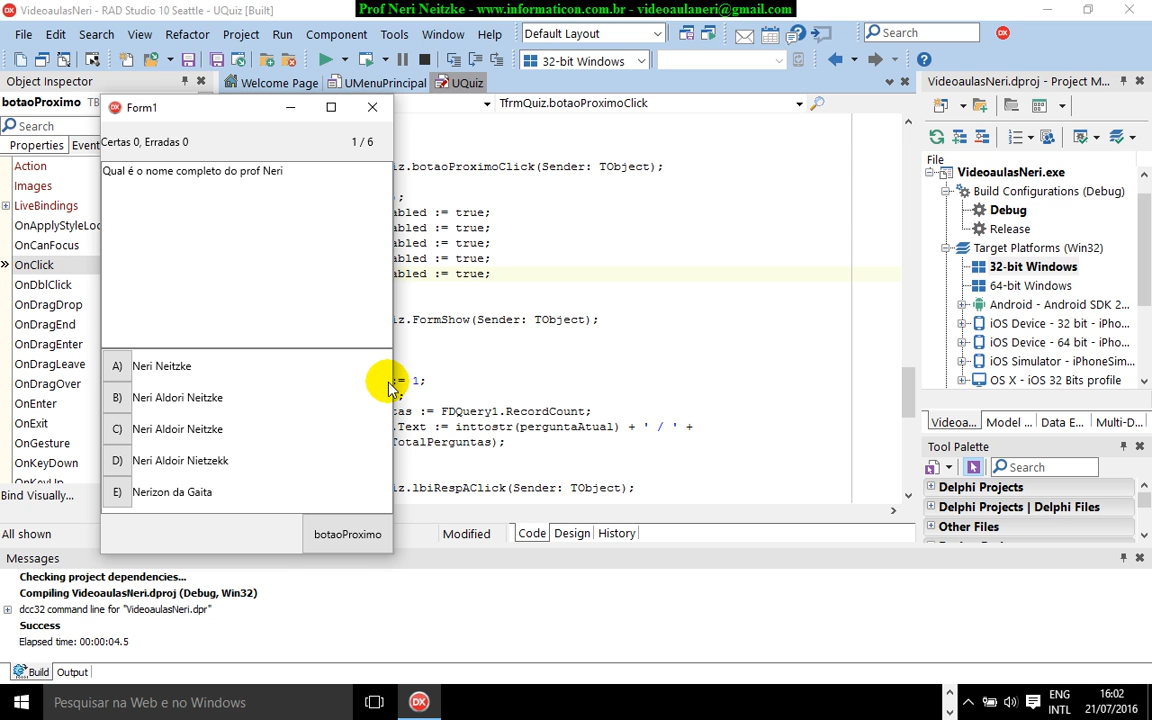 Prof Neri Neitzke - www.informaticon.com.br - videoaulaneri@gmail.com
VideoaulasNeri - RAD Studio 10 Seattle - UQuiz [Built]
File Edit Search View Refactor Project Run Component Tools Window Help
Default Layout
Search
32-bit Windows
Object Inspector
Welcome Page
UMenuPrincipal
UQuiz
botaoProximo TB
Search
Properties Event
Action
Images
LiveBindings
OnApplyStyleLoo
OnCanFocus
OnClick
OnDblClick
OnDragDrop
OnDragEnd
OnDragEnter
OnDragLeave
OnDragOver
OnEnter
OnExit
OnGesture
OnKeyDown
Bind Visually...
All shown
Form1
Certas 0, Erradas 0
1 / 6
Qual é o nome completo do prof Neri
A) Neri Neitzke
B) Neri Aldori Neitzke
C) Neri Aldoir Neitzke
D) Neri Aldoir Nietzekk
E) Nerizon da Gaita
botaoProximo
TfrmQuiz.botaoProximoClick
iz.botaoProximoClick(Sender: TObject);
);
abled := true;
abled := true;
abled := true;
abled := true;
abled := true;
iz.FormShow(Sender: TObject);
:= 1;
;
tas := FDQuery1.RecordCount;
.Text := inttostr(perguntaAtual) + ' / ' +
TotalPerguntas);
iz.lbiRespAClick(Sender: TObject);
Modified
Code Design History
VideoaulasNeri.dproj - Project M...
File
VideoaulasNeri.exe
Build Configurations (Debug)
Debug
Release
Target Platforms (Win32)
32-bit Windows
64-bit Windows
Android - Android SDK 2...
iOS Device - 32 bit - iPho...
iOS Device - 64 bit - iPho...
iOS Simulator - iPhoneSim...
OS X - iOS 32 Bits profile
Videoa... Model ... Data E... Multi-D...
Tool Palette
Search
Delphi Projects
Delphi Projects | Delphi Files
Other Files
Messages
Checking project dependencies...
Compiling VideoaulasNeri.dproj (Debug, Win32)
dcc32 command line for "VideoaulasNeri.dpr"
Success
Elapsed time: 00:00:04.5
Build Output
Pesquisar na Web e no Windows
DX
ENG
INTL
16:02
21/07/2016